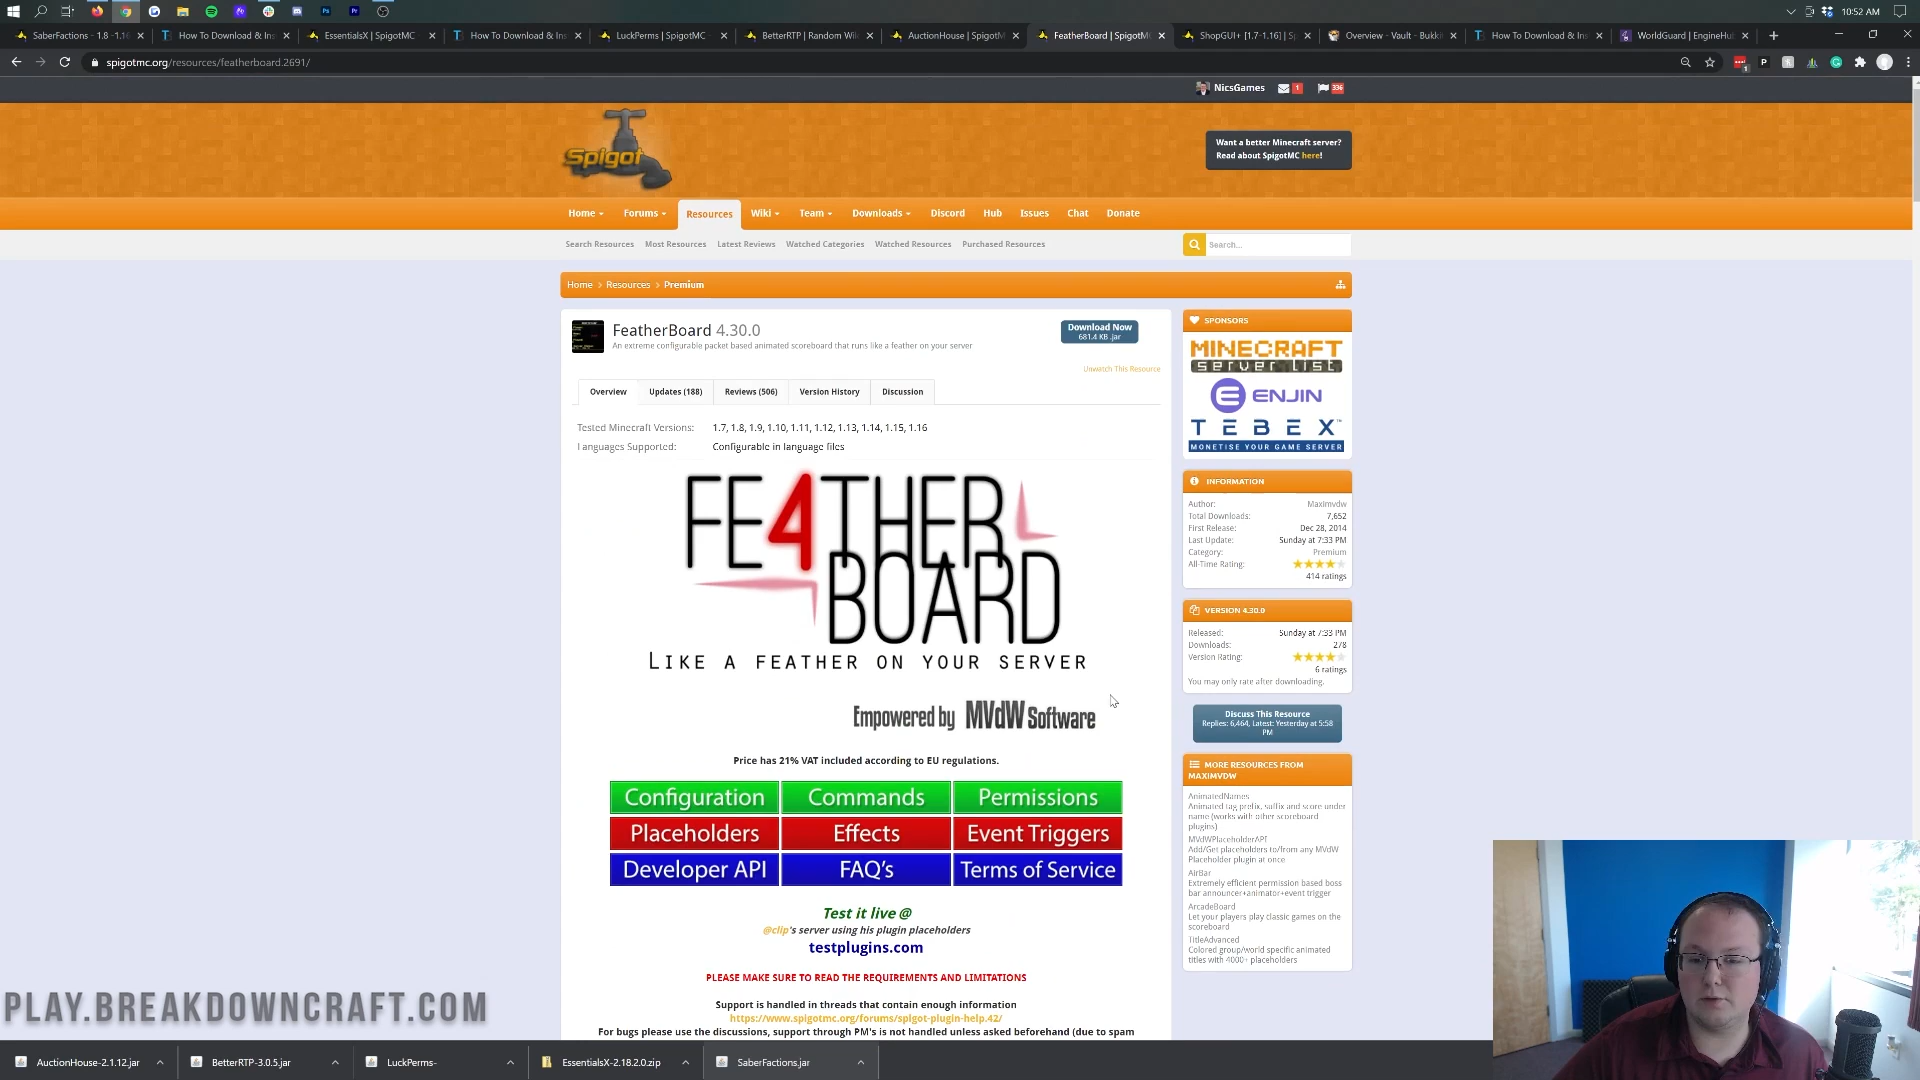 10:52 AM
SaberFactions - 1.8 -1.16
How To Download & Ins
EssentialsX | SpigotMC
How To Download & Ins
LuckPerms | SpigotMC -
BetterRTP | Random Wil
AuctionHouse | SpigotM
FeatherBoard | SpigotM
ShopGUI+ [1.7-1.16] | Sp
Overview - Vault - Bukki
How To Download & Ins
WorldGuard | EngineHub
spigotmc.org/resources/featherboard.2691/
NicsGames 1 336
Spigot
Want a better Minecraft server?
Read about SpigotMC here!
Home Forums Resources Wiki Team Downloads Discord Hub Issues Chat Donate
Search Resources Most Resources Latest Reviews Watched Categories Watched Resources Purchased Resources
Search...
Home > Resources > Premium
FeatherBoard 4.30.0
An extreme configurable packet based animated scoreboard that runs like a feather on your server
Download Now
681.4 KB .jar
Unwatch This Resource
Overview Updates (188) Reviews (506) Version History Discussion
Tested Minecraft Versions: 1.7, 1.8, 1.9, 1.10, 1.11, 1.12, 1.13, 1.14, 1.15, 1.16
Languages Supported: Configurable in language files
FE4THER
BOARD
LIKE A FEATHER ON YOUR SERVER
Empowered by MVdW Software
Price has 21% VAT included according to EU regulations.
Configuration Commands Permissions
Placeholders Effects Event Triggers
Developer API FAQ's Terms of Service
Test it live @
@clip's server using his plugin placeholders
testplugins.com
PLEASE MAKE SURE TO READ THE REQUIREMENTS AND LIMITATIONS
Support is handled in threads that contain enough information
https://www.spigotmc.org/forums/spigot-plugin-help.42/
For bugs please use the discussions, support through PM's is not handled unless asked beforehand (due to spam
SPONSORS
MINECRAFT
server list
ENJIN
TEBEX
MONETISE YOUR GAME SERVER
INFORMATION
Author: Maximvdw
Total Downloads: 7,652
First Release: Dec 28, 2014
Last Update: Sunday at 7:33 PM
Category: Premium
All-Time Rating:
414 ratings
VERSION 4.30.0
Released: Sunday at 7:33 PM
Downloads: 278
Version Rating:
6 ratings
You may only rate after downloading.
Discuss This Resource
Replies: 6,464, Latest: Yesterday at 5:58
PM
MORE RESOURCES FROM
MAXIMVDW
AnimatedNames
Animated tag prefix, suffix and score under
name (works with other scoreboard
plugins)
MVdWPlaceholderAPI
Add/Get placeholders to/from any MVdW
Placeholder plugin at once
AirBar
Extremely efficient permission based boss
bar announcer+animator+event trigger
ArcadeBoard
Let your players play classic games on the
scoreboard
TitleAdvanced
Colored group/world specific animated
titles with 4000+ placeholders
PLAY.BREAKDOWNCRAFT.COM
AuctionHouse-2.1.12.jar
BetterRTP-3.0.5.jar
LuckPerms-
EssentialsX-2.18.2.0.zip
SaberFactions.jar